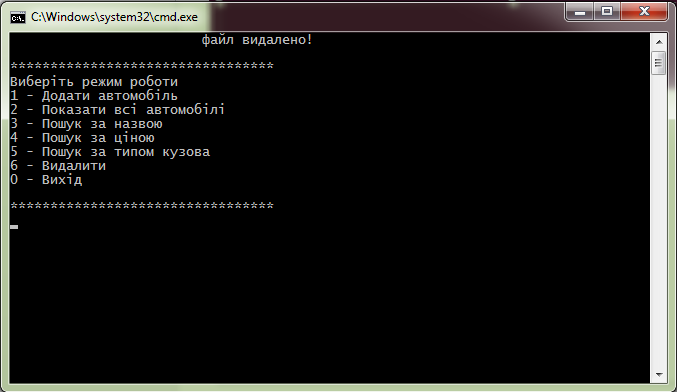 C:\Windows\system32\cmd.exe
файл видалено!
*********************************
Виберіть режим роботи
1 - Додати автомобіль
2 - Показати всі автомобілі
3 - Пошук за назвою
4 - Пошук за ціною
5 - Пошук за типом кузова
6 - Видалити
0 - Вихід
*********************************